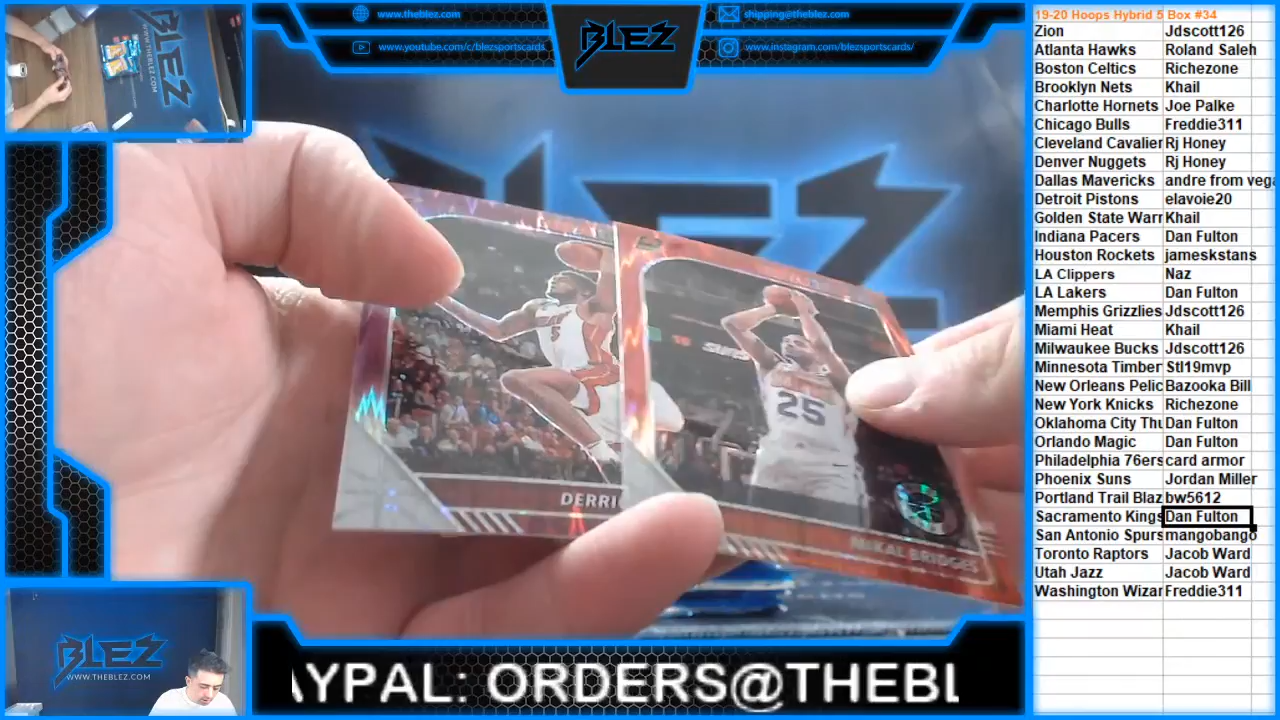 www.theblez.com
www.youtube.com/c/blezsportscards
BLEZ
shipping@theblez.com
www.instagram.com/blezsportscards/
19-20 Hoops Hybrid 5 Box #34
Zion Jdscott126
Atlanta Hawks Roland Saleh
Boston Celtics Richezone
Brooklyn Nets Khail
Charlotte Hornets Joe Palke
Chicago Bulls Freddie311
Cleveland Cavalier Rj Honey
Denver Nuggets Rj Honey
Dallas Mavericks andre from vega
Detroit Pistons elavoie20
Golden State Warr Khail
Indiana Pacers Dan Fulton
Houston Rockets jameskstans
LA Clippers Naz
LA Lakers Dan Fulton
Memphis Grizzlies Jdscott126
Miami Heat Khail
Milwaukee Bucks Jdscott126
Minnesota Timber Stl19mvp
New Orleans Pelic Bazooka Bill
New York Knicks Richezone
Oklahoma City Thu Dan Fulton
Orlando Magic Dan Fulton
Philadelphia 76ers card armor
Phoenix Suns Jordan Miller
Portland Trail Blaz bw5612
Sacramento Kings Dan Fulton
San Antonio Spurs mangobango
Toronto Raptors Jacob Ward
Utah Jazz Jacob Ward
Washington Wizar Freddie311
BLEZ
WWW.THEBLEZ.COM
HEAT
5
DERRI
SUNS
25
MIKAL BRIDGES
BLEZ
WWW.THEBLEZ.COM
AYPAL: ORDERS@THEBL